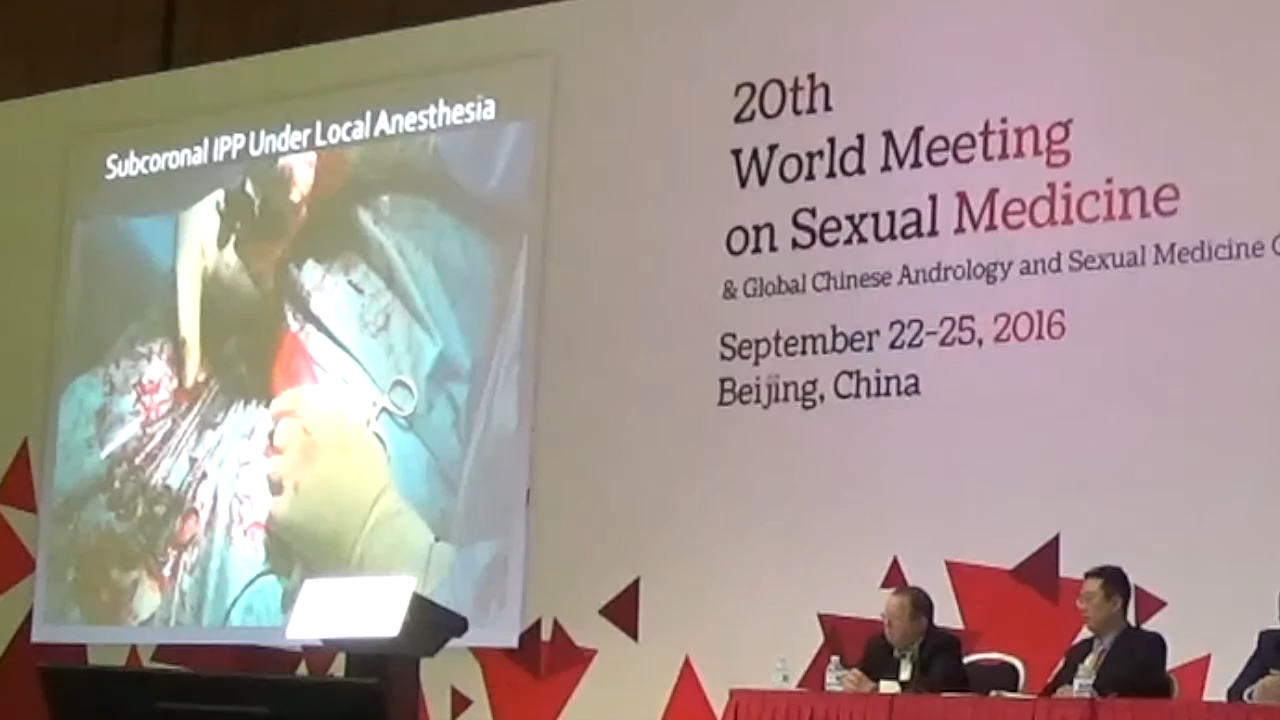 Subcoronal IPP Under Local Anesthesia
20th
World Meeting
on Sexual Medicine
& Global Chinese Andrology and Sexual Medicine
September 22-25, 2016
Beijing, China